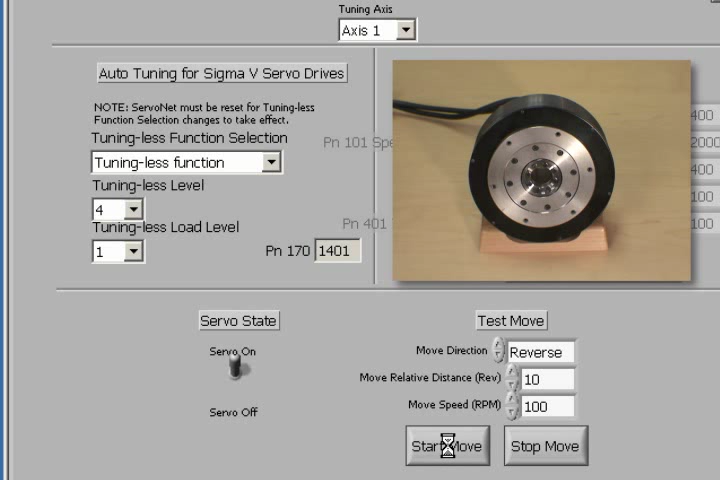 Tuning Axis
Axis 1
Auto Tuning for Sigma V Servo Drives
NOTE: ServoNet must be reset for Tuning-less
Function Selection changes to take effect.
Tuning-less Function Selection
Tuning-less function
Tuning-less Level
4
Tuning-less Load Level
1
Pn 170 1401
Pn 101 Spe
Pn 401
400
2000
400
100
100
Servo State
Servo On
Servo Off
Test Move
Move Direction Reverse
Move Relative Distance (Rev) 10
Move Speed (RPM) 100
Start Move Stop Move